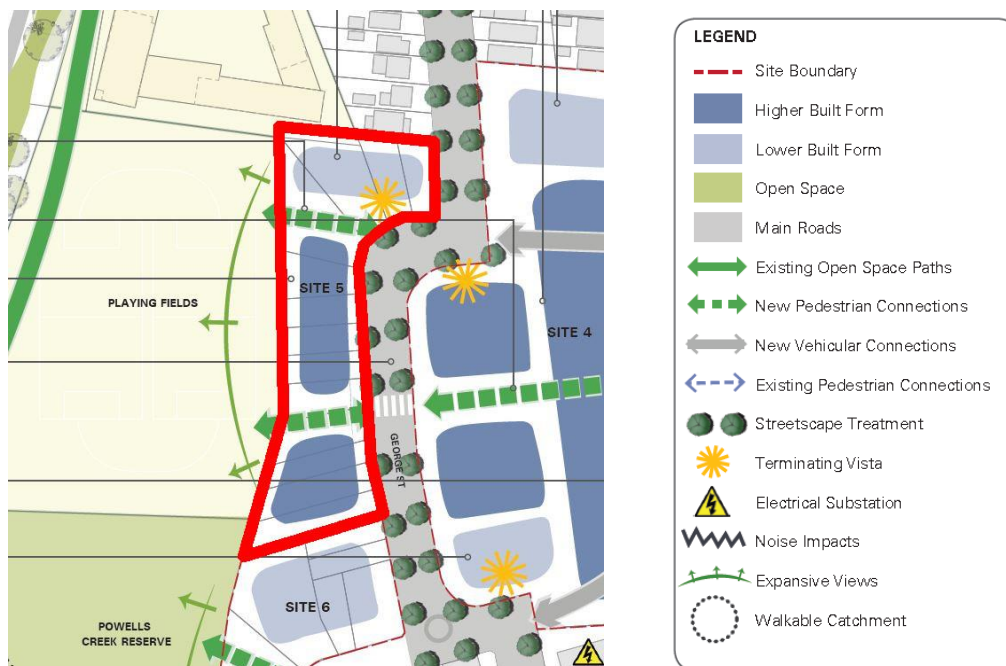 PLAYING FIELDS
SITE 5
SITE 4
GEORGE ST
SITE 6
POWELLS
CREEK RESERVE
LEGEND
Site Boundary
Higher Built Form
Lower Built Form
Open Space
Main Roads
Existing Open Space Paths
New Pedestrian Connections
New Vehicular Connections
Existing Pedestrian Connections
Streetscape Treatment
Terminating Vista
Electrical Substation
Noise Impacts
Expansive Views
Walkable Catchment